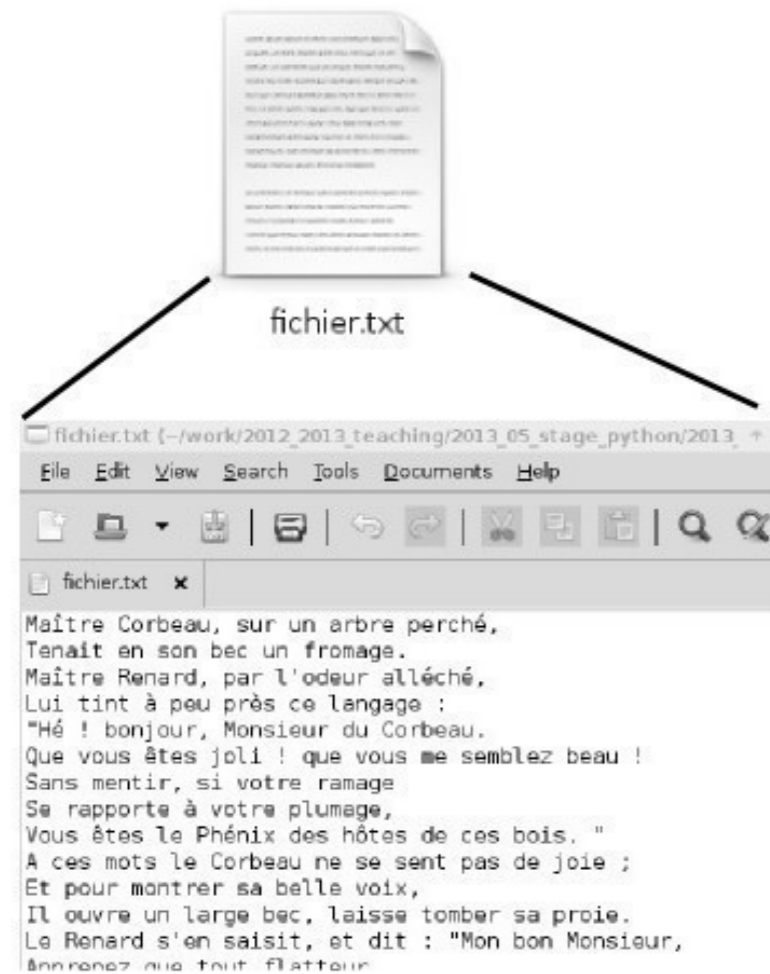 fichier.txt
fichier.txt (~/work/2012_2013_teaching/2013_05_stage_python/2013_
File Edit View Search Tools Documents Help
fichier.txt
Maître Corbeau, sur un arbre perché,
Tenait en son bec un fromage.
Maître Renard, par l'odeur alléché,
Lui tint à peu près ce langage :
"Hé ! bonjour, Monsieur du Corbeau.
Que vous êtes joli ! que vous me semblez beau !
Sans mentir, si votre ramage
Se rapporte à votre plumage,
Vous êtes le Phénix des hôtes de ces bois. "
A ces mots le Corbeau ne se sent pas de joie ;
Et pour montrer sa belle voix,
Il ouvre un large bec, laisse tomber sa proie.
Le Renard s'en saisit, et dit : "Mon bon Monsieur,
Apprenez que tout flatteur